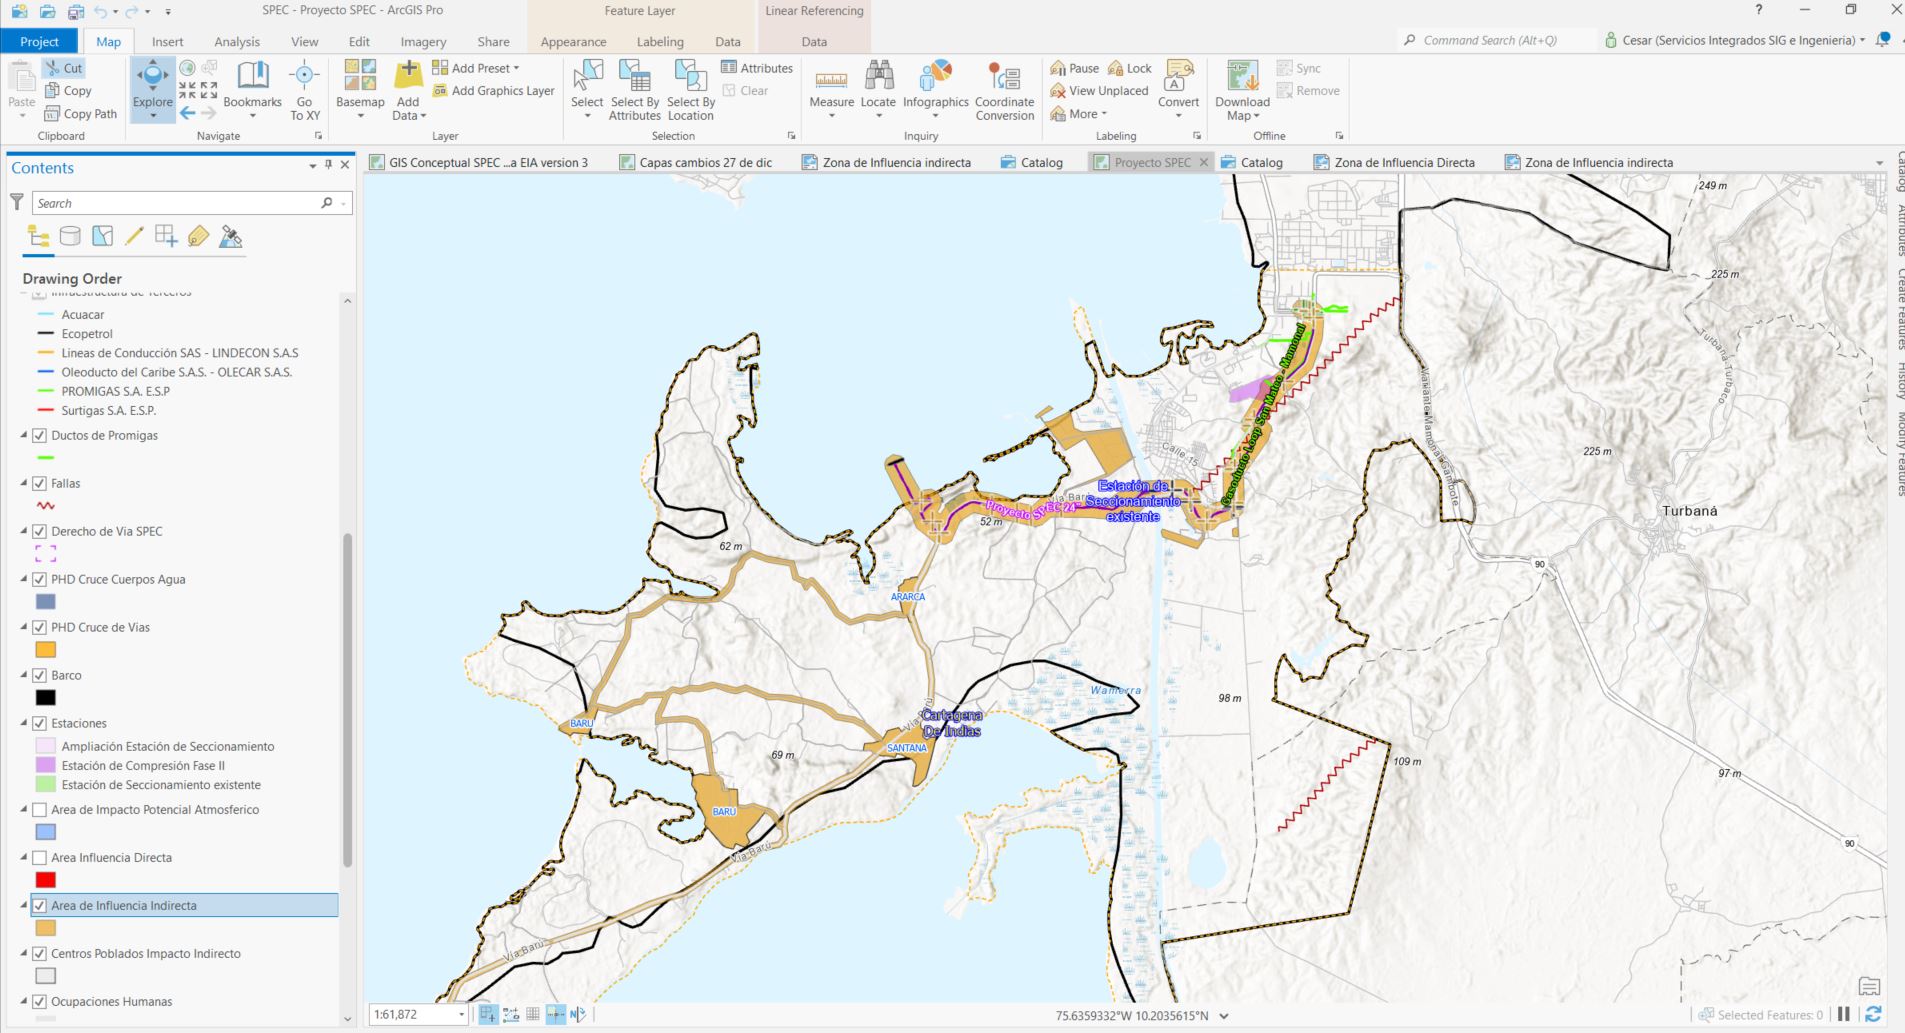 SPEC - Proyecto SPEC - ArcGIS Pro
Feature Layer
Linear Referencing
?
Project
Map
Insert
Analysis
View
Edit
Imagery
Share
Appearance
Labeling
Data
Data
Command Search (Alt+Q)
Cesar (Servicios Integrados SIG e Ingenieria)
Paste
Cut
Copy
Copy Path
Clipboard
Explore
Bookmarks
Go
To XY
Navigate
Basemap
Add
Data
Add Preset
Add Graphics Layer
Layer
Select
Select By
Attributes
Select By
Location
Attributes
Clear
Selection
Measure
Locate
Infographics
Coordinate
Conversion
Inquiry
Pause
Lock
View Unplaced
More
Convert
Labeling
Download
Map
Sync
Remove
Offline
Contents
Search
Drawing Order
Infraestructura de Terceros
Acuacar
Ecopetrol
Lineas de Conducción SAS - LINDECON S.A.S
Oleoducto del Caribe S.A.S. - OLECAR S.A.S.
PROMIGAS S.A. E.S.P
Surtigas S.A. E.S.P.
Ductos de Promigas
Fallas
Derecho de Via SPEC
PHD Cruce Cuerpos Agua
PHD Cruce de Vias
Barco
Estaciones
Ampliación Estación de Seccionamiento
Estación de Compresión Fase II
Estación de Seccionamiento existente
Area de Impacto Potencial Atmosferico
Area Influencia Directa
Area de Influencia Indirecta
Centros Poblados Impacto Indirecto
Ocupaciones Humanas
GIS Conceptual SPEC ...a EIA version 3
Capas cambios 27 de dic
Zona de Influencia indirecta
Catalog
Proyecto SPEC
Catalog
Zona de Influencia Directa
Zona de Influencia indirecta
249 m
225 m
Turbaná-Turbaco
Variante Mamonal-Gambote
225 m
Gasoducto Loop San Mateo - Mamonal
Calle 15
Estación de
Seccionamiento
existente
Vía Barú
Proyecto SPEC 24"
52 m
62 m
Turbaná
90
ARARCA
Wamerra
98 m
Vía Barú
Cartagena
De Indias
BARU
SANTANA
69 m
109 m
97 m
BARU
Vía Barú
90
Vía Barú
Catalog
Attributes
Create Features
History
Modify Features
1:61,872
75.6359332°W 10.2035615°N
Selected Features: 0